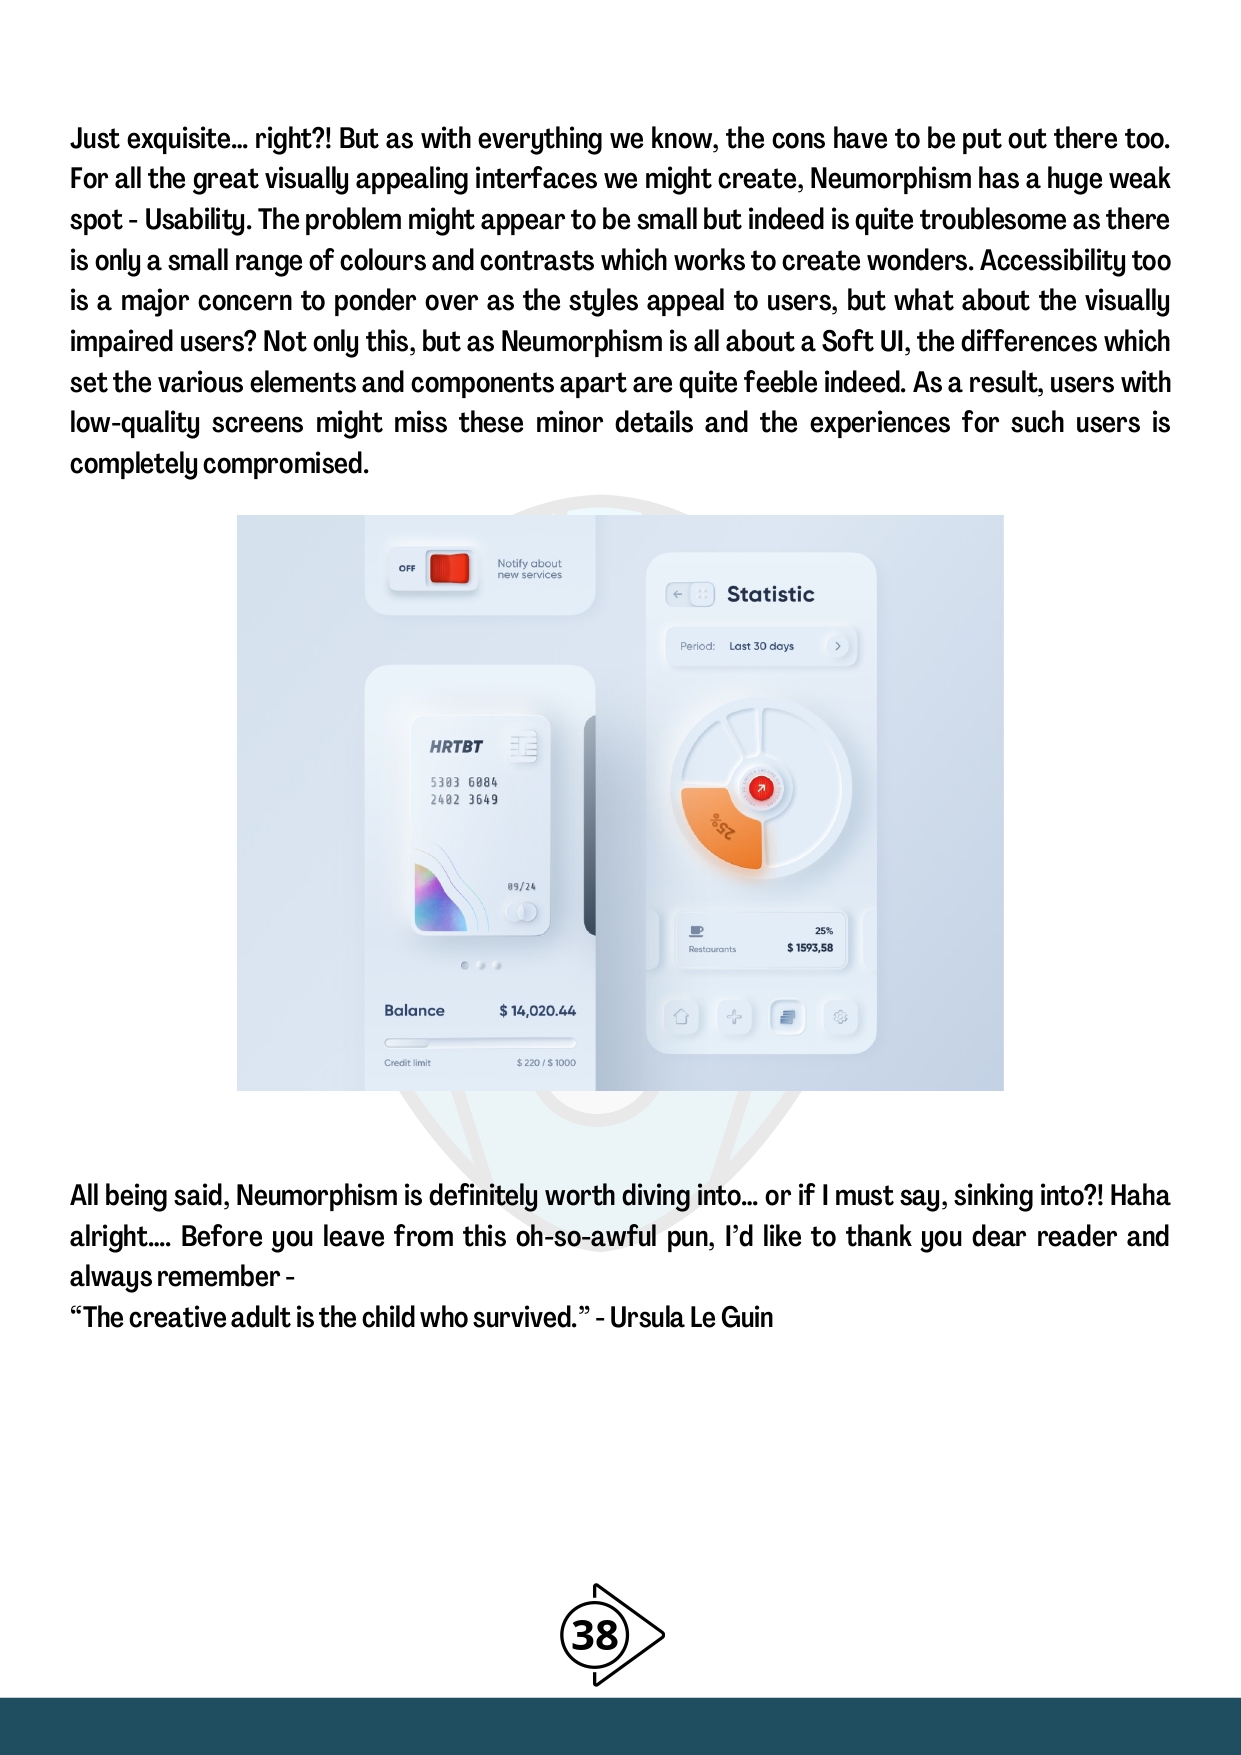 Just exquisite... right?! But as with everything we know, the cons have to be put out there too.
For all the great visually appealing interfaces we might create, Neumorphism has a huge weak
spot - Usability. The problem might appear to be small but indeed is quite troublesome as there
is only a small range of colours and contrasts which works to create wonders. Accessibility too
is a major concern to ponder over as the styles appeal to users, but what about the visually
impaired users? Not only this, but as Neumorphism is all about a Soft UI, the differences which
set the various elements and components apart are quite feeble indeed. As a result, users with
low-quality screens might miss these minor details and the experiences for such users is
completely compromised.
OFF
Notify about
new services
HRTBT
5303 6084
2402 3649
09/24
Balance $ 14,020.44
Credit limit $ 220 / $ 1000
Statistic
Period: Last 30 days
25%
25%
Restaurants $ 1593,58
All being said, Neumorphism is definitely worth diving into... or if I must say, sinking into?! Haha
alright.... Before you leave from this oh-so-awful pun, I’d like to thank you dear reader and
always remember -
“The creative adult is the child who survived.” - Ursula Le Guin
38